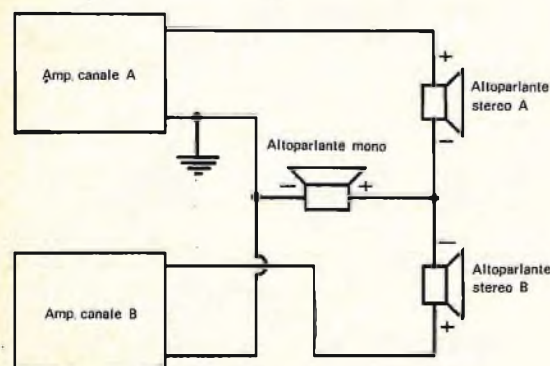 Amp. canale A
+
Altoparlante
stereo A
−
Altoparlante mono
− +
−
Altoparlante
stereo B
+
Amp. canale B